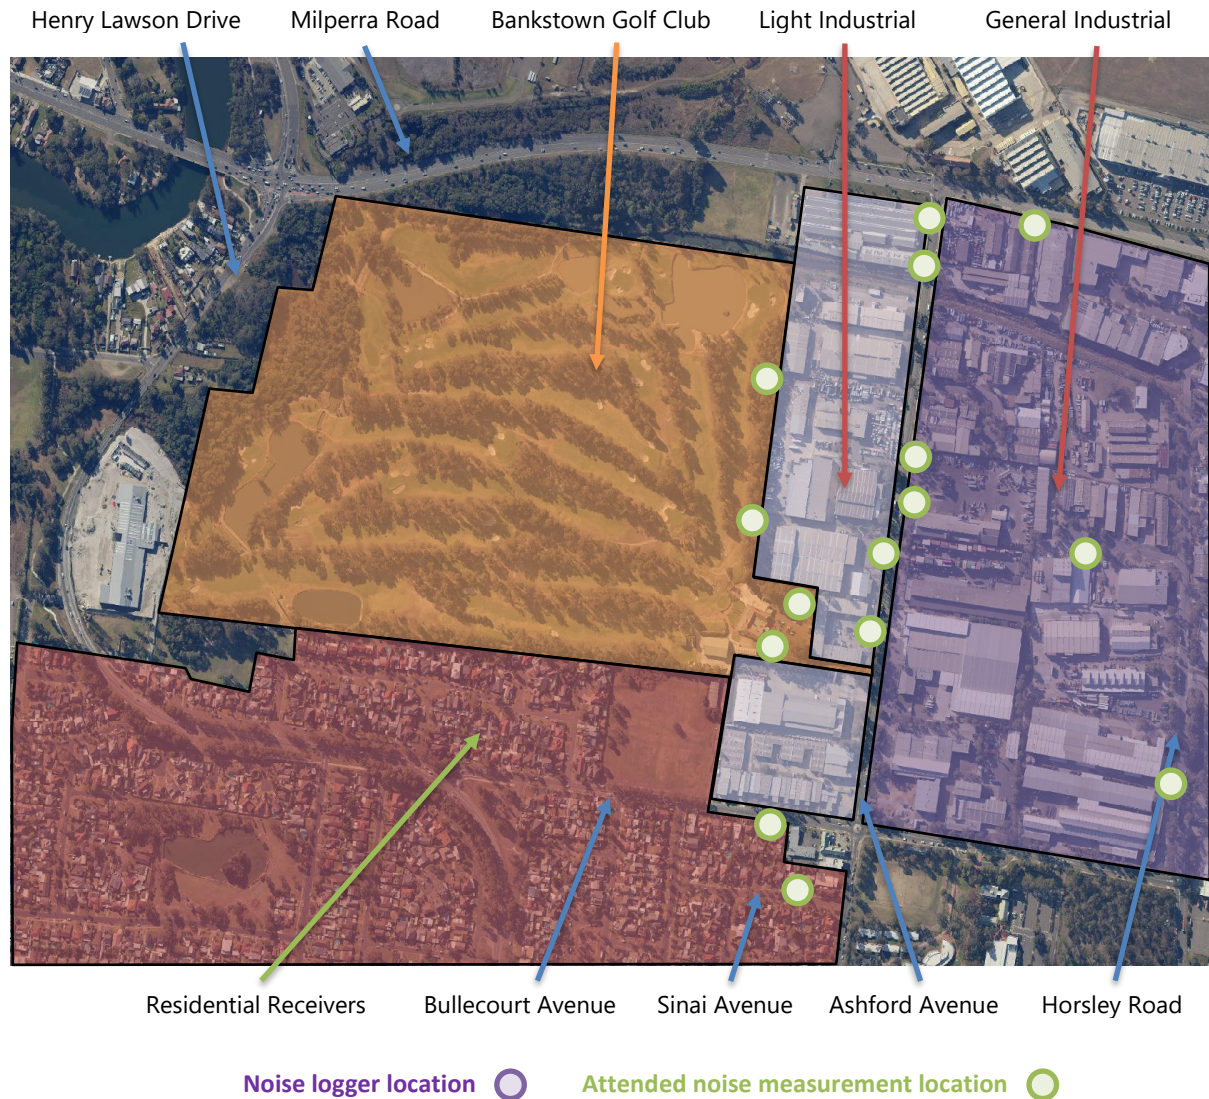 Henry Lawson Drive Milperra Road Bankstown Golf Club Light Industrial General Industrial
Residential Receivers Bullecourt Avenue Sinai Avenue Ashford Avenue Horsley Road
Noise logger location Attended noise measurement location